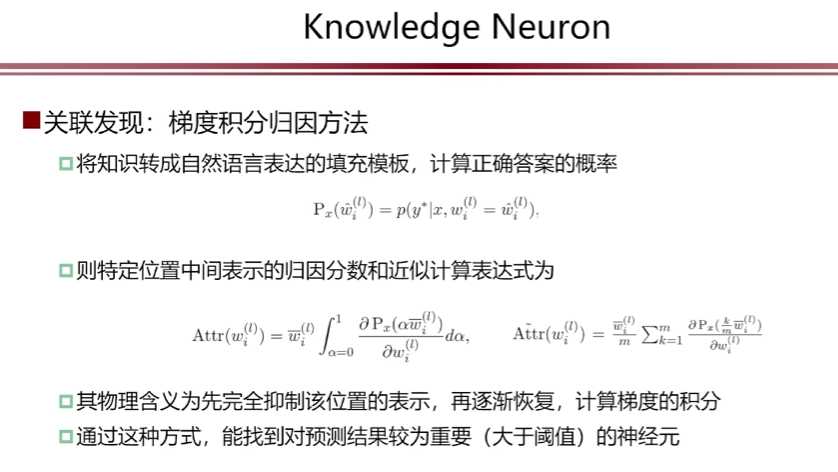 Knowledge Neuron
关联发现：梯度积分归因方法
将知识转成自然语言表达的填充模板，计算正确答案的概率
$\mathrm{P}_x(\hat{w}_i^{(l)}) = p(y^*|x, w_i^{(l)} = \hat{w}_i^{(l)}),$
则特定位置中间表示的归因分数和近似计算表达式为
$\mathrm{Attr}(w_i^{(l)}) = \overline{w}_i^{(l)} \int_{\alpha=0}^{1} \frac{\partial \mathrm{P}_x(\alpha \overline{w}_i^{(l)})}{\partial w_i^{(l)}} d\alpha,$ $\tilde{\mathrm{Attr}}(w_i^{(l)}) = \frac{\overline{w}_i^{(l)}}{m} \sum_{k=1}^{m} \frac{\partial \mathrm{P}_x(\frac{k}{m} \overline{w}_i^{(l)})}{\partial w_i^{(l)}}$
其物理含义为先完全抑制该位置的表示，再逐渐恢复，计算梯度的积分
通过这种方式，能找到对预测结果较为重要（大于阈值）的神经元